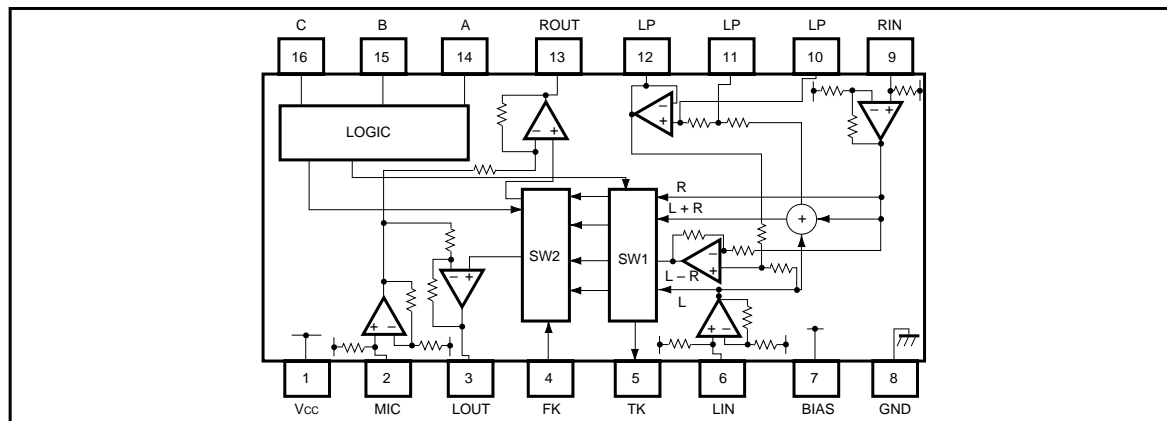 C B A ROUT LP LP LP RIN
16 15 14 13 12 11 10 9
LOGIC
− +
− +
− +
R
L + R
+
SW2 SW1
− +
− +
L − R
L
+ −
+ −
1 2 3 4 5 6 7 8
Vcc MIC LOUT FK TK LIN BIAS GND